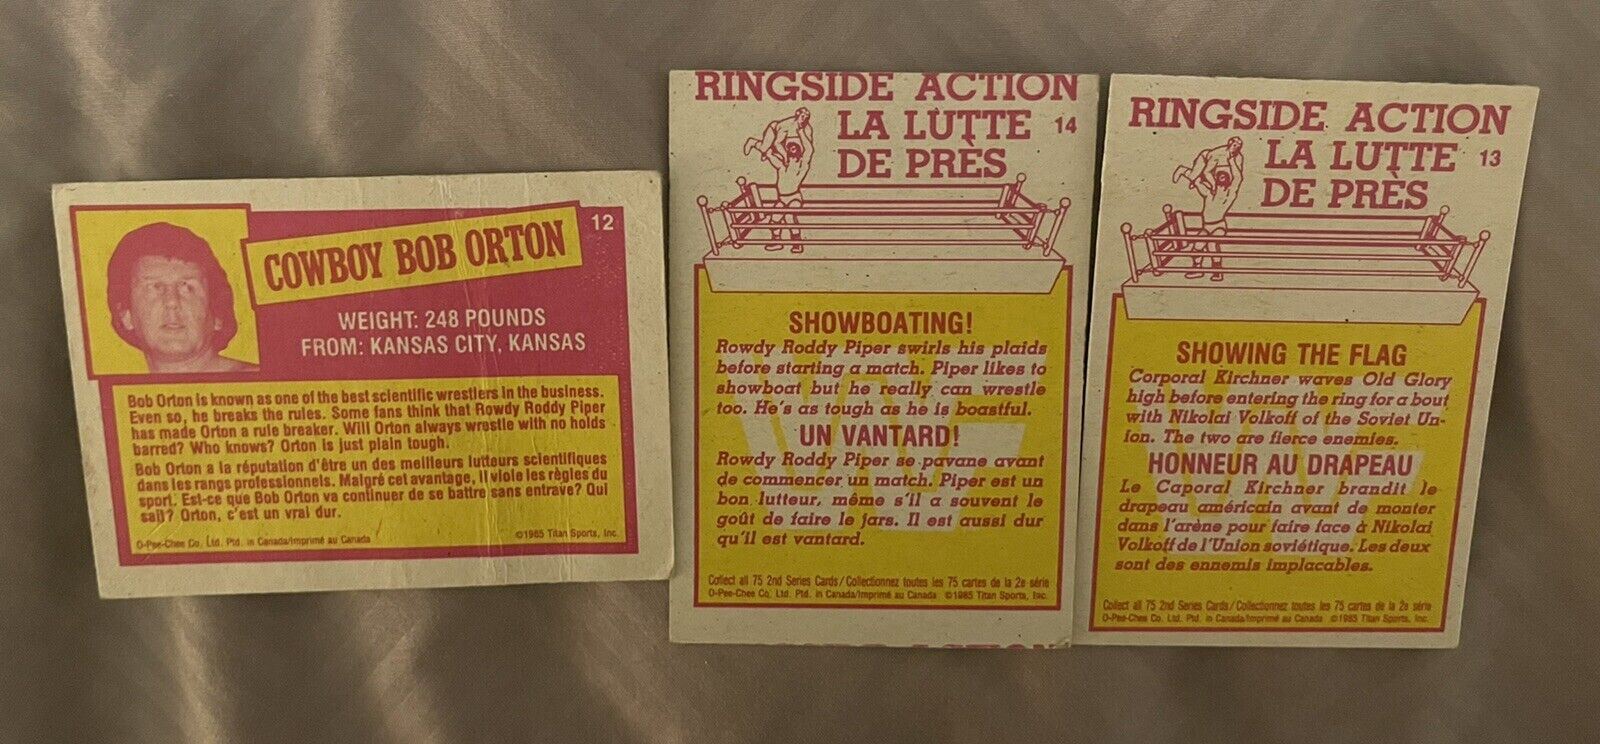 12
COWBOY BOB ORTON
WEIGHT: 248 POUNDS
FROM: KANSAS CITY, KANSAS
Bob Orton is known as one of the best scientific wrestlers in the business.
Even so, he breaks the rules. Some fans think that Rowdy Roddy Piper
has made Orton a rule breaker. Will Orton always wrestle with no holds
barred? Who knows? Orton is just plain tough.
Bob Orton a la réputation d'être un des meilleurs lutteurs scientifiques
dans les rangs professionnels. Malgré cet avantage, il viole les règles du
sport. Est-ce que Bob Orton va continuer de se battre sans entrave? Qui
sait? Orton, c'est un vrai dur.
O-Pee-Chee Co. Ltd. Ptd. in Canada/Imprimé au Canada ©1985 Titan Sports, Inc.
RINGSIDE ACTION
LA LUTTE 14
DE PRÈS
SHOWBOATING!
Rowdy Roddy Piper swirls his plaids
before starting a match. Piper likes to
showboat but he really can wrestle
too. He's as tough as he is boastful.
UN VANTARD!
Rowdy Roddy Piper se pavane avant
de commencer un match. Piper est un
bon lutteur, même s'il a souvent le
goût de faire le jars. Il est aussi dur
qu'il est vantard.
WF
Collect all 75 2nd Series Cards/Collectionnez toutes les 75 cartes de la 2e série
O-Pee-Chee Co. Ltd. Ptd. in Canada/Imprimé au Canada ©1985 Titan Sports, Inc.
RINGSIDE ACTION
RINGSIDE ACTION
LA LUTTE 13
DE PRÈS
SHOWING THE FLAG
Corporal Kirchner waves Old Glory
high before entering the ring for a bout
with Nikolai Volkoff of the Soviet Un-
ion. The two are fierce enemies.
HONNEUR AU DRAPEAU
Le Caporal Kirchner brandit le
drapeau américain avant de monter
dans l'arène pour faire face à Nikolai
Volkoff de l'Union soviétique. Les deux
sont des ennemis implacables.
WF
Collect all 75 2nd Series Cards/Collectionnez toutes les 75 cartes de la 2e série
O-Pee-Chee Co. Ltd. Ptd. in Canada/Imprimé au Canada ©1985 Titan Sports, Inc.